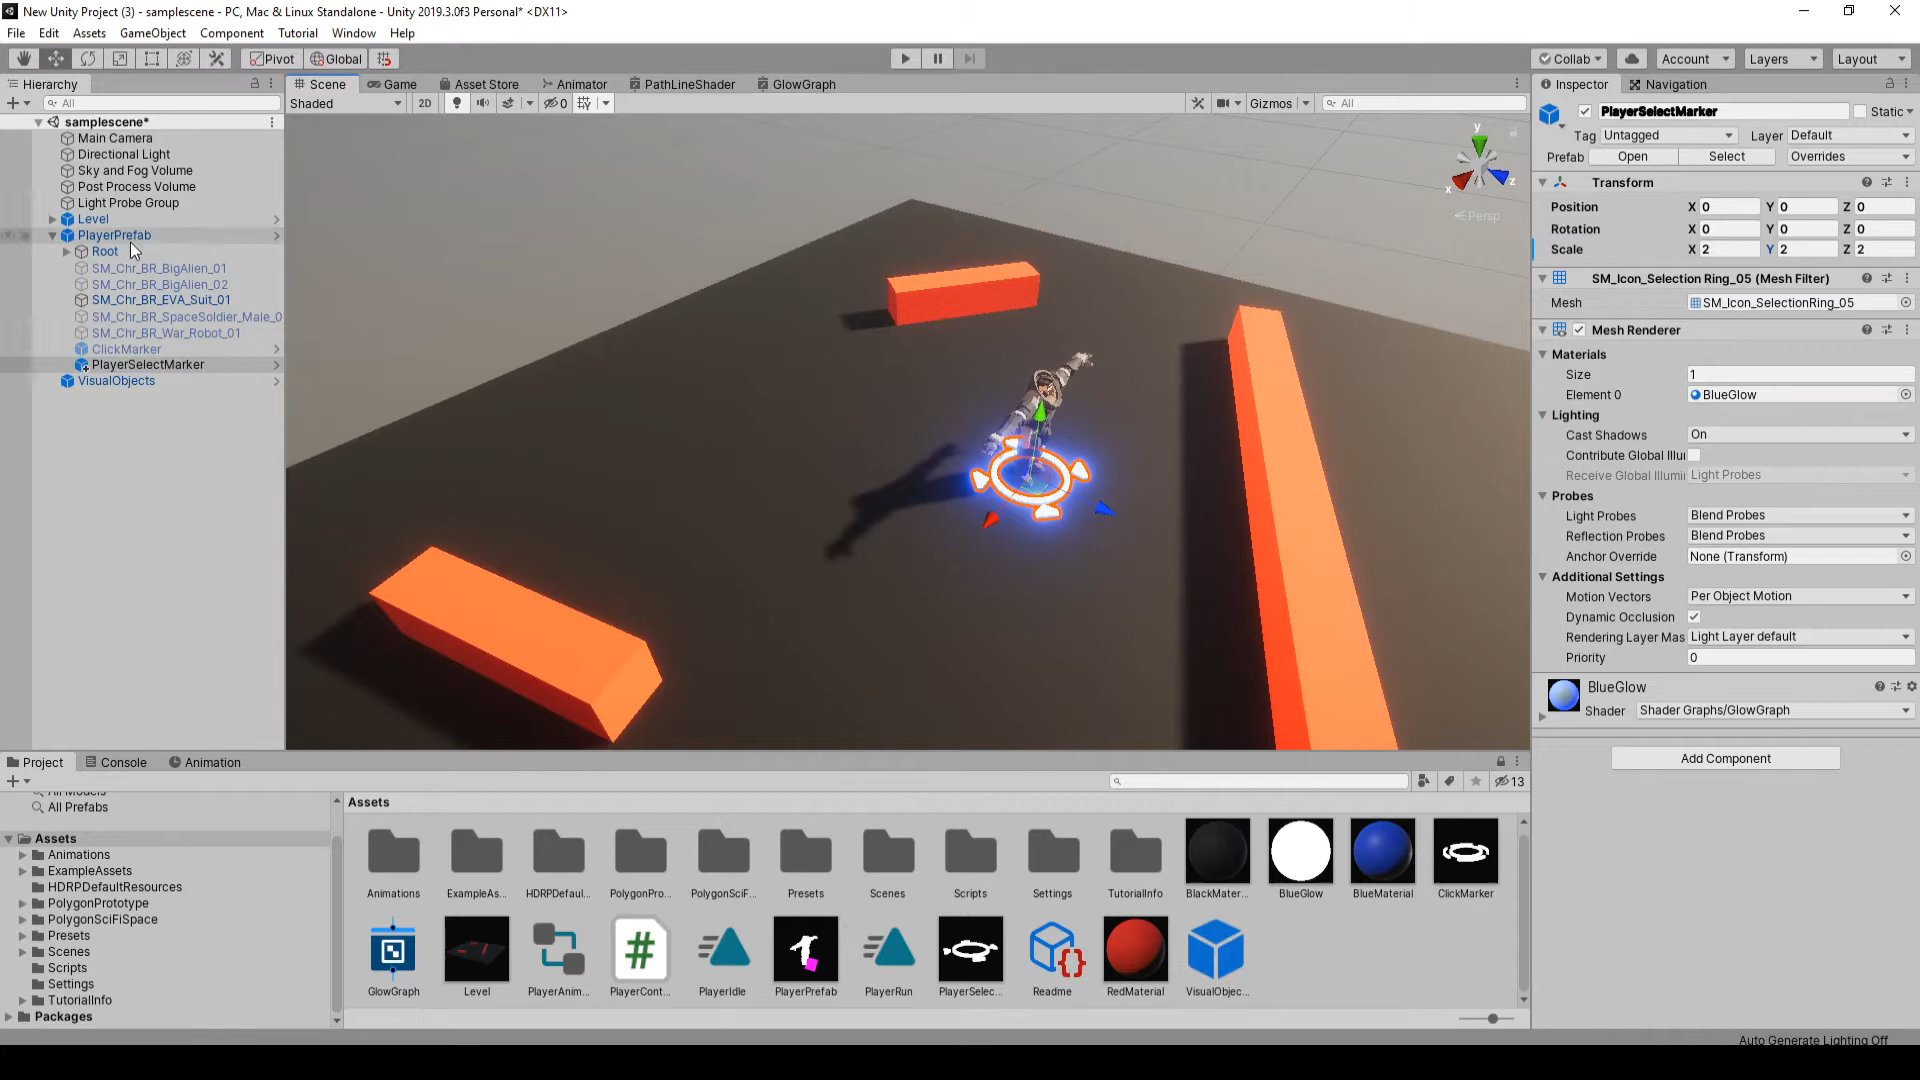 New Unity Project (3) - samplescene - PC, Mac & Linux Standalone - Unity 2019.3.0f3 Personal* <DX11>
File Edit Assets GameObject Component Tutorial Window Help
Pivot Global Collab Account Layers Layout
Hierarchy
All
samplescene*
Main Camera
Directional Light
Sky and Fog Volume
Post Process Volume
Light Probe Group
Level
PlayerPrefab
Root
SM_Chr_BR_BigAlien_01
SM_Chr_BR_BigAlien_02
SM_Chr_BR_EVA_Suit_01
SM_Chr_BR_SpaceSoldier_Male_0
SM_Chr_BR_War_Robot_01
ClickMarker
PlayerSelectMarker
VisualObjects
Scene Game Asset Store Animator PathLineShader GlowGraph
Shaded 2D 0 Gizmos All
y
x
z
Persp
Inspector Navigation
PlayerSelectMarker Static
Tag Untagged Layer Default
Prefab Open Select Overrides
Transform
Position X 0 Y 0 Z 0
Rotation X 0 Y 0 Z 0
Scale X 2 Y 2 Z 2
SM_Icon_Selection Ring_05 (Mesh Filter)
Mesh SM_Icon_SelectionRing_05
Mesh Renderer
Materials
Size 1
Element 0 BlueGlow
Lighting
Cast Shadows On
Contribute Global Illui
Receive Global Illumi Light Probes
Probes
Light Probes Blend Probes
Reflection Probes Blend Probes
Anchor Override None (Transform)
Additional Settings
Motion Vectors Per Object Motion
Dynamic Occlusion
Rendering Layer Mas Light Layer default
Priority 0
BlueGlow
Shader Shader Graphs/GlowGraph
Add Component
Project Console Animation
13
All Models
All Prefabs
Assets
Animations
ExampleAssets
HDRPDefaultResources
PolygonPrototype
PolygonSciFiSpace
Presets
Scenes
Scripts
Settings
TutorialInfo
Packages
Assets
Animations ExampleAs... HDRPDefaul... PolygonPro... PolygonSciF... Presets Scenes Scripts Settings TutorialInfo BlackMater... BlueGlow BlueMaterial ClickMarker
GlowGraph Level PlayerAnim... PlayerCont... PlayerIdle PlayerPrefab PlayerRun PlayerSelec... Readme RedMaterial VisualObjec...
Auto Generate Lighting Off